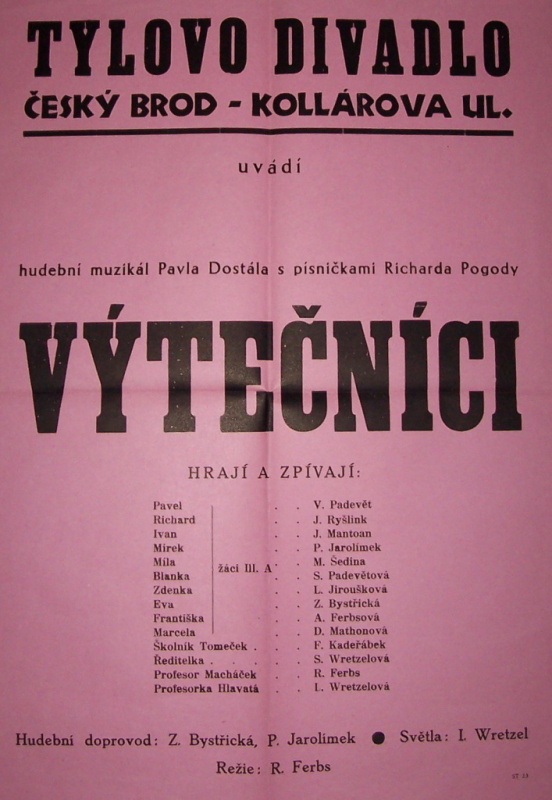 TYLOVO DIVADLO
ČESKÝ BROD - KOLLÁROVA UL.
uvádí
hudební muzikál Pavla Dostála s písničkami Richarda Pogody
VÝTEČNÍCI
HRAJÍ A ZPÍVAJÍ:
Pavel . . V. Padevět
Richard . . J. Ryšlink
Ivan . . J. Mantoan
Mirek . . P. Jarolímek
Míla žáci III. A . . M. Šedina
Blanka . . S. Padevětová
Zdenka . . L. Jiroušková
Eva . . Z. Bystřická
Františka . . A. Ferbsová
Marcela . . D. Mathonová
Školník Tomeček . . . F. Kadeřábek
Ředitelka . . . . . S. Wretzelová
Profesor Macháček . . R. Ferbs
Profesorka Hlavatá . . I. Wretzelová
Hudební doprovod: Z. Bystřická, P. Jarolimek ● Světla: I. Wretzel
Režie: R. Ferbs